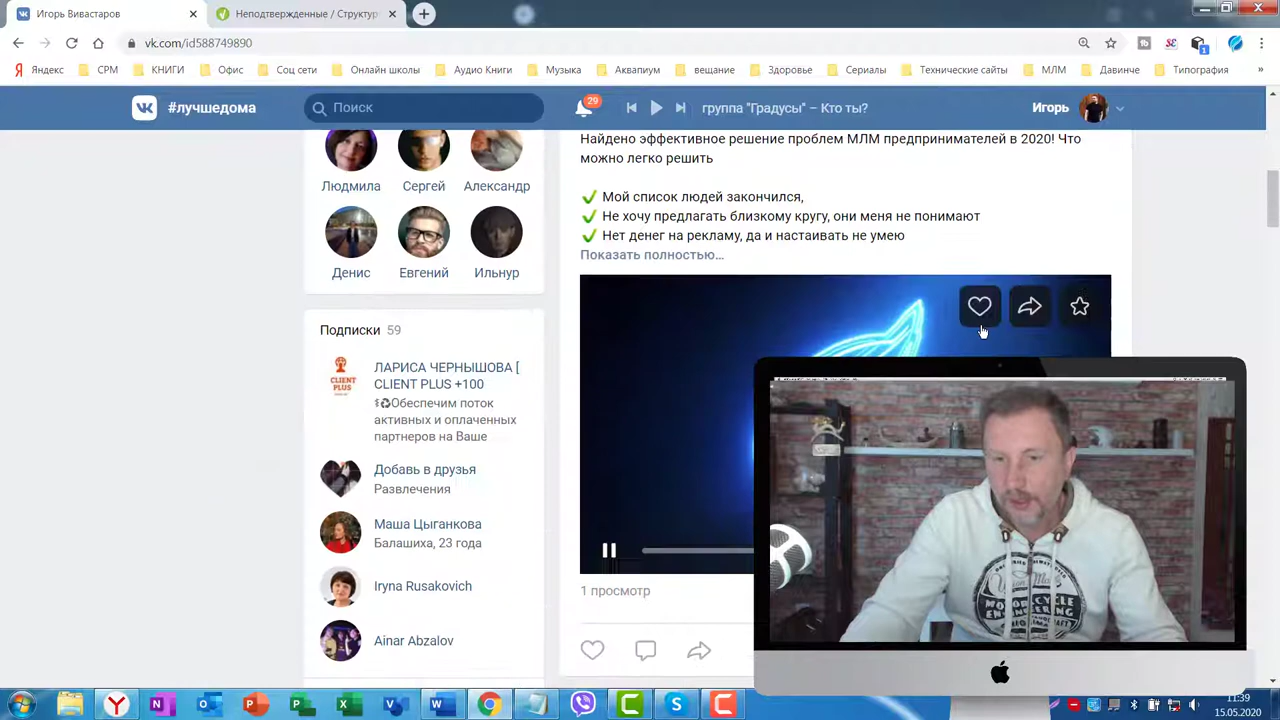 Игорь Вивастаров
Неподтвержденные / Структур
vk.com/id588749890
Яндекс
СРМ
КНИГИ
Офис
Соц сети
Онлайн школы
Аудио Книги
Музыка
Аквапиум
вещание
Здоровье
Сериалы
Технические сайты
МЛМ
Давинче
Типография
#лучшедома
Поиск
29
группа "Градусы" – Кто ты?
Игорь
Найдено эффективное решение проблем МЛМ предпринимателей в 2020! Что
можно легко решить
Мой список людей закончился,
Не хочу предлагать близкому кругу, они меня не понимают
Нет денег на рекламу, да и настаивать не умею
Показать полностью…
Людмила
Сергей
Александр
Денис
Евгений
Ильнур
Подписки 59
ЛАРИСА ЧЕРНЫШОВА [
CLIENT PLUS +100
Обеспечим поток
активных и оплаченных
партнеров на Ваше
Добавь в друзья
Развлечения
Маша Цыганкова
Балашиха, 23 года
Iryna Rusakovich
Ainar Abzalov
1 просмотр
MOTORCYCLE
ENGINEERING
11:39
15.05.2020